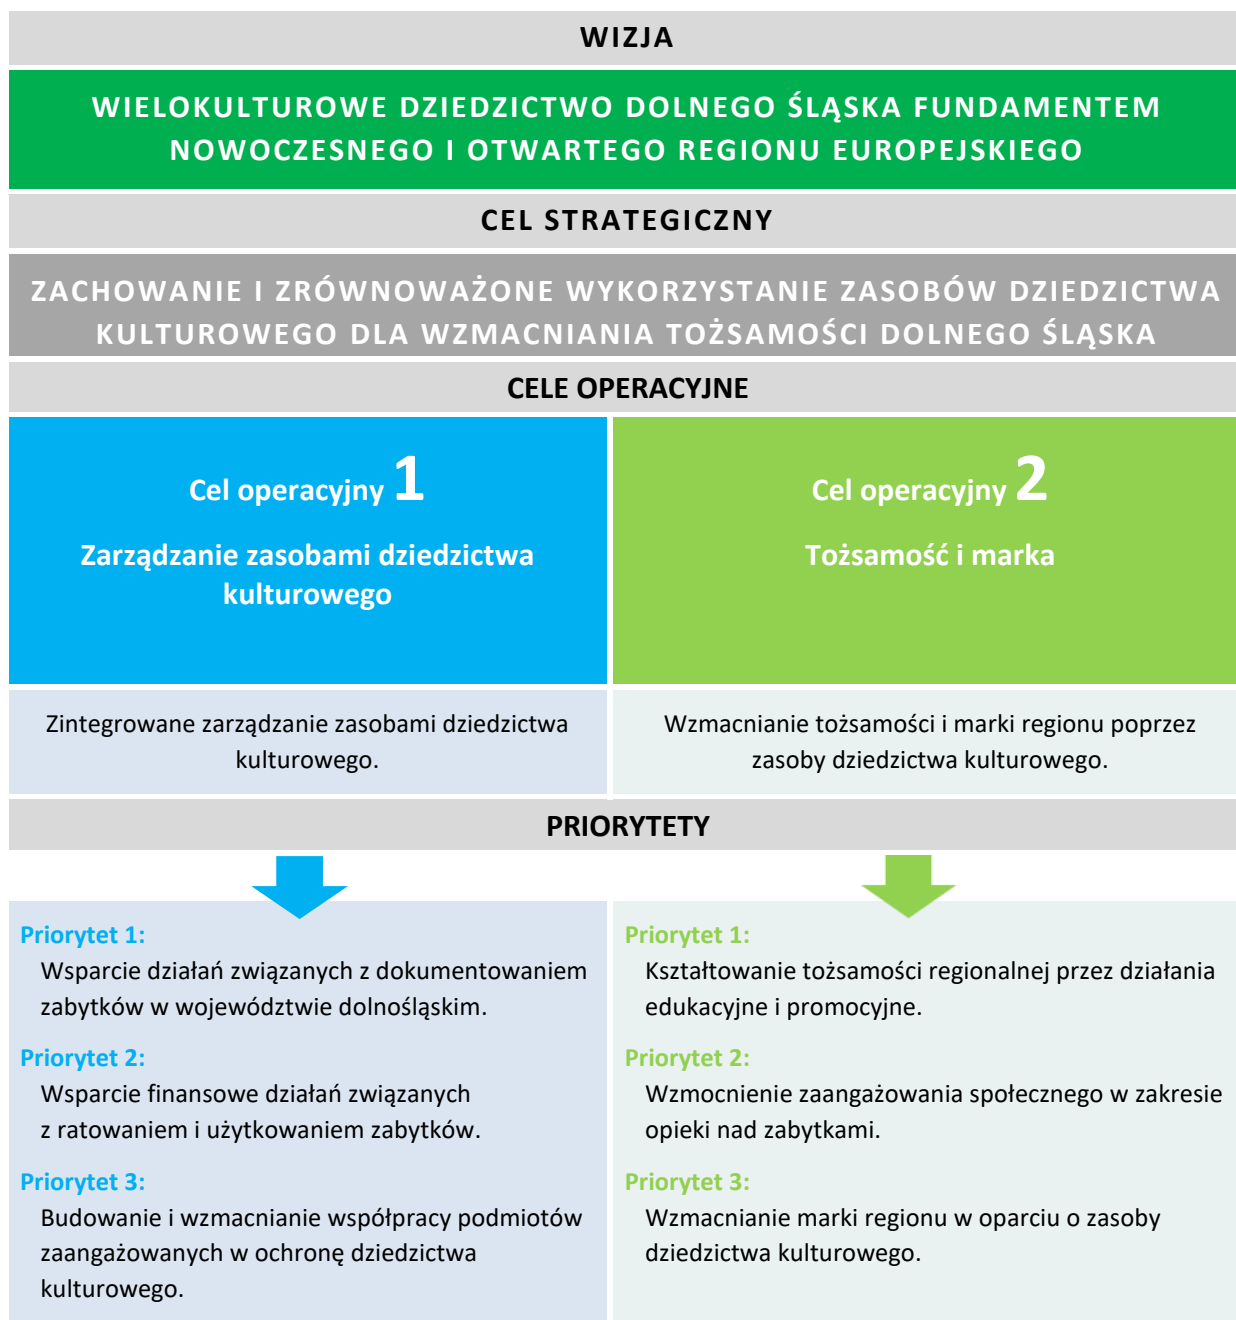 WIZJA
WIELOKULTUROWE DZIEDZICTWO DOLNEGO ŚLĄSKA FUNDAMENTEM
NOWOCZESNEGO I OTWARTEGO REGIONU EUROPEJSKIEGO
CEL STRATEGICZNY
ZACHOWANIE I ZRÓWNOWAŻONE WYKORZYSTANIE ZASOBÓW DZIEDZICTWA
KULTUROWEGO DLA WZMACNIANIA TOŻSAMOŚCI DOLNEGO ŚLĄSKA
CELE OPERACYJNE
Cel operacyjny 1
Zarządzanie zasobami dziedzictwa
kulturowego
Cel operacyjny 2
Tożsamość i marka
Zintegrowane zarządzanie zasobami dziedzictwa
kulturowego.
Wzmacnianie tożsamości i marki regionu poprzez
zasoby dziedzictwa kulturowego.
PRIORYTETY
Priorytet 1:
Wsparcie działań związanych z dokumentowaniem
zabytków w województwie dolnośląskim.
Priorytet 2:
Wsparcie finansowe działań związanych
z ratowaniem i użytkowaniem zabytków.
Priorytet 3:
Budowanie i wzmacnianie współpracy podmiotów
zaangażowanych w ochronę dziedzictwa
kulturowego.
Priorytet 1:
Kształtowanie tożsamości regionalnej przez działania
edukacyjne i promocyjne.
Priorytet 2:
Wzmocnienie zaangażowania społecznego w zakresie
opieki nad zabytkami.
Priorytet 3:
Wzmacnianie marki regionu w oparciu o zasoby
dziedzictwa kulturowego.